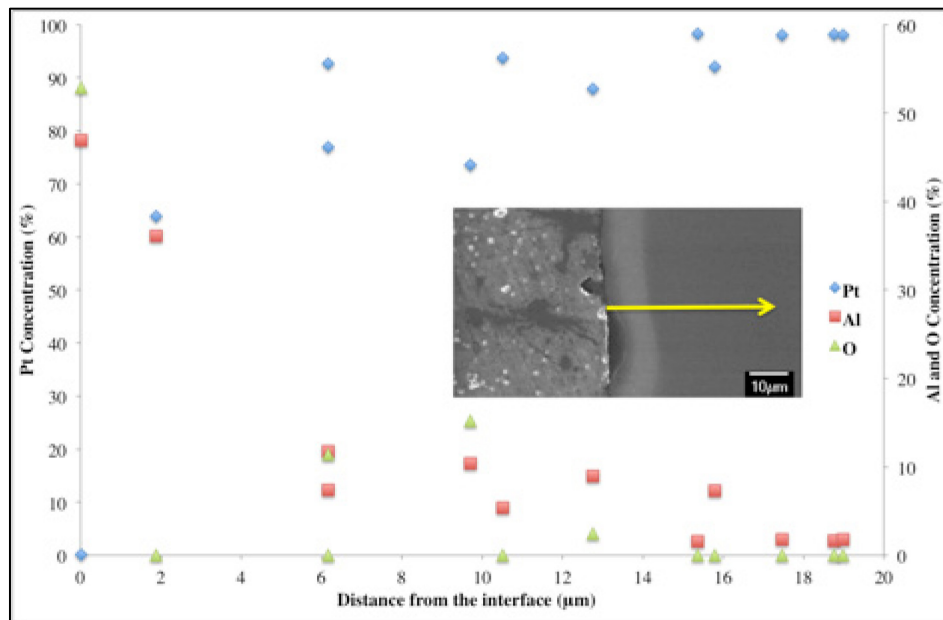 100
90
80
70
60
50
40
30
20
10
0
Pt Concentration (%)
60
50
40
30
20
10
0
Al and O Concentration (%)
Pt
Al
O
10μm
0 2 4 6 8 10 12 14 16 18 20
Distance from the interface (μm)